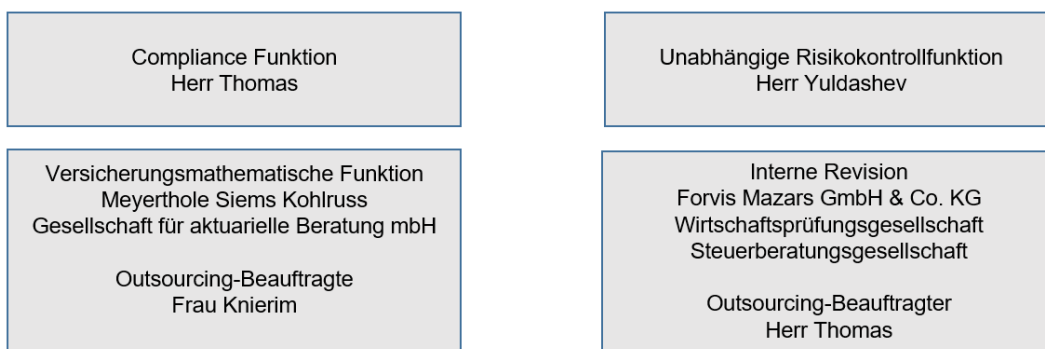 Compliance Funktion
Herr Thomas
Unabhängige Risikokontrollfunktion
Herr Yuldashev
Versicherungsmathematische Funktion
Meyerthole Siems Kohlruss
Gesellschaft für aktuarielle Beratung mbH
Outsourcing-Beauftragte
Frau Knierim
Interne Revision
Forvis Mazars GmbH & Co. KG
Wirtschaftsprüfungsgesellschaft
Steuerberatungsgesellschaft
Outsourcing-Beauftragter
Herr Thomas